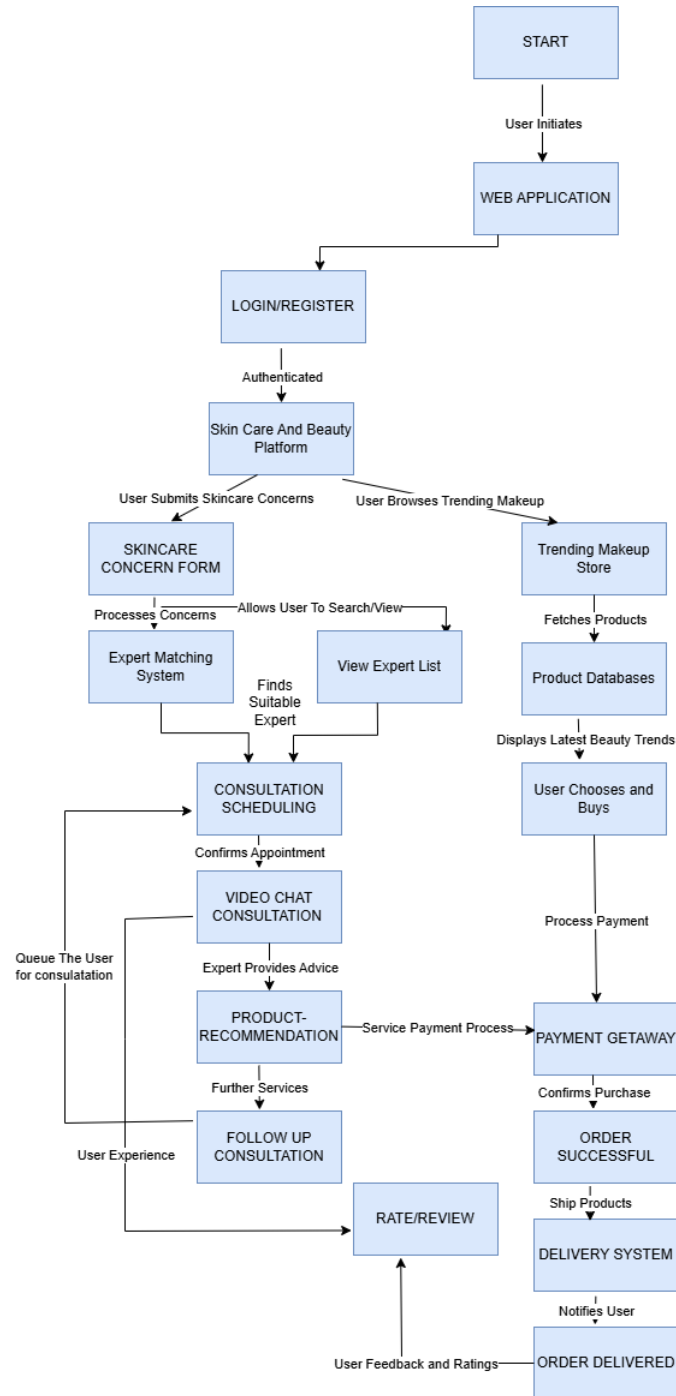 START
User Initiates
WEB APPLICATION
LOGIN/REGISTER
Authenticated
Skin Care And Beauty
Platform
User Submits Skincare Concerns
User Browses Trending Makeup
SKINCARE
CONCERN FORM
Trending Makeup
Store
Processes Concerns
Allows User To Search/View
Fetches Products
Expert Matching
System
View Expert List
Product Databases
Finds
Suitable
Expert
Displays Latest Beauty Trends
CONSULTATION
SCHEDULING
User Chooses and
Buys
Confirms Appointment
VIDEO CHAT
CONSULTATION
Process Payment
Queue The User
for consulatation
Expert Provides Advice
PRODUCT-
RECOMMENDATION
Service Payment Process
PAYMENT GETAWAY
Further Services
Confirms Purchase
FOLLOW UP
CONSULTATION
ORDER
SUCCESSFUL
User Experience
Ship Products
RATE/REVIEW
DELIVERY SYSTEM
Notifies User
User Feedback and Ratings
ORDER DELIVERED